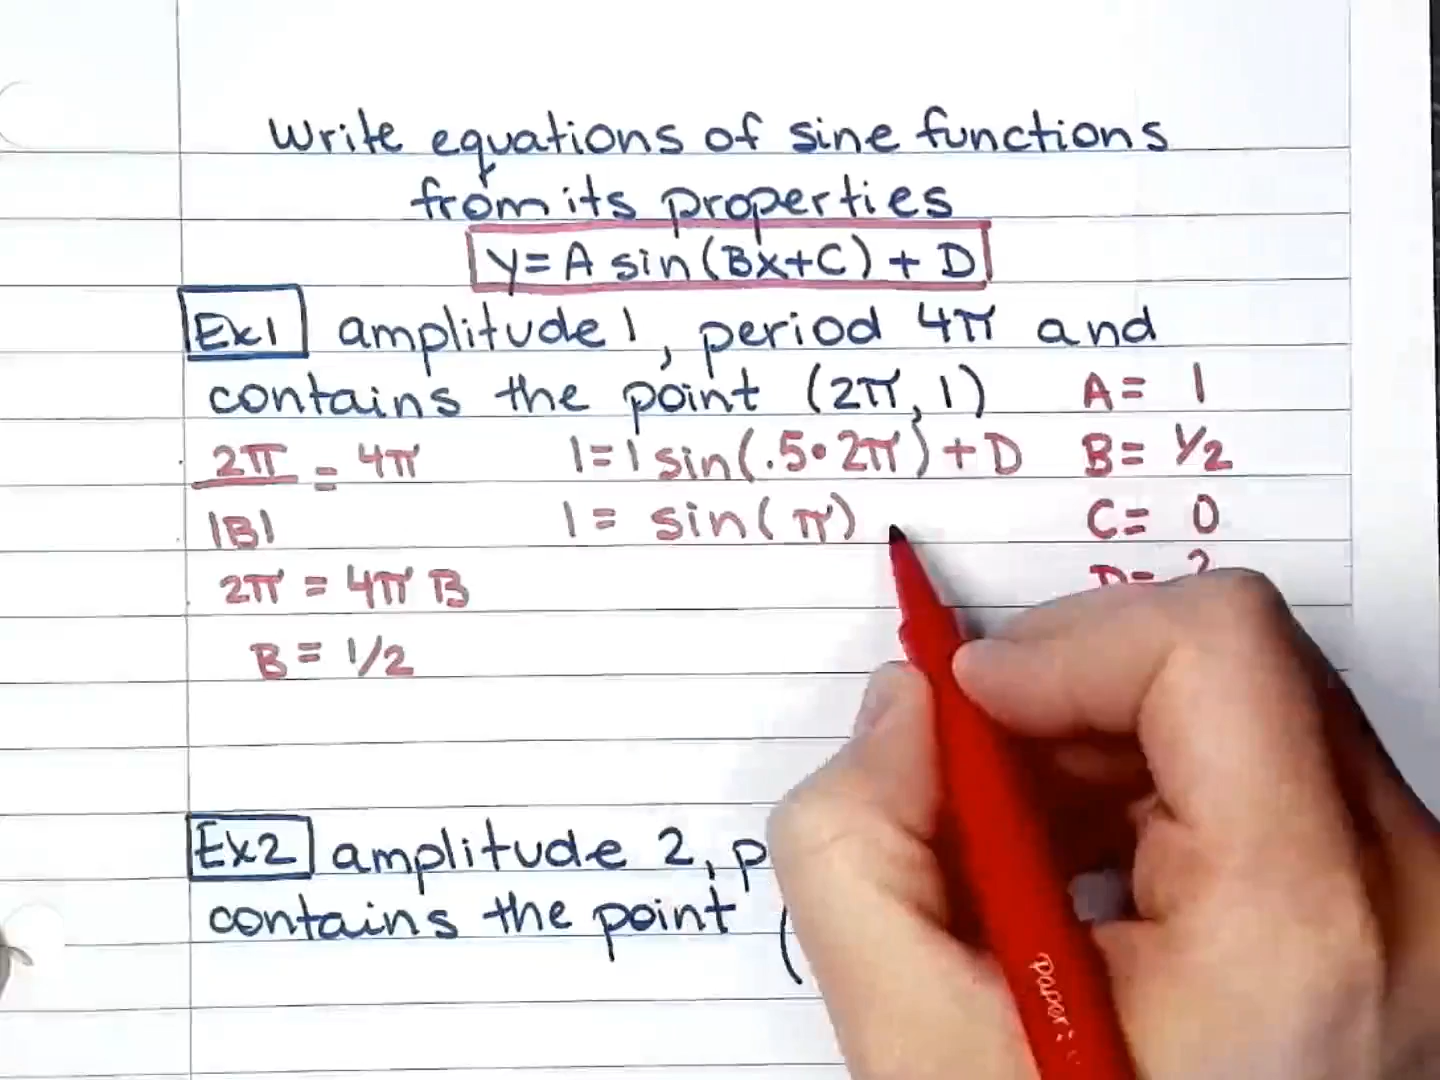 Write equations of sine functions
from its properties
y=A sin(Bx+C) + D
Ex1 amplitude 1, period 4π and
contains the point (2π, 1)
2π/|B| = 4π
2π = 4π B
B = 1/2
1=1 sin(.5•2π)+D
1= sin(π)
A= 1
B= 1/2
C= 0
D= ?
Ex2 amplitude 2, p
contains the point (
paper: